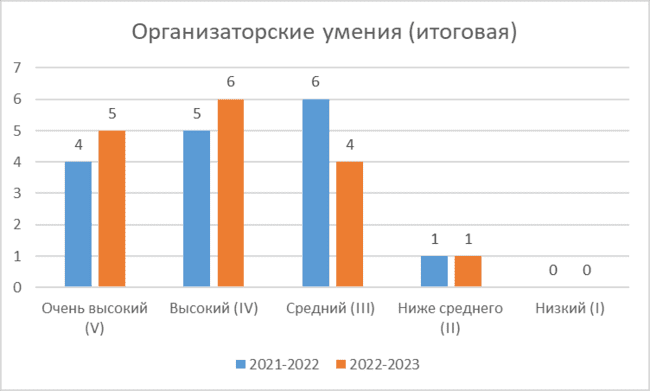 Организаторские умения (итоговая)
7
6
5
4
3
2
1
0
4
5
5
6
6
4
1
1
0
0
Очень высокий
(V)
Высокий (IV)
Средний (III)
Ниже среднего
(II)
Низкий (I)
2021-2022
2022-2023